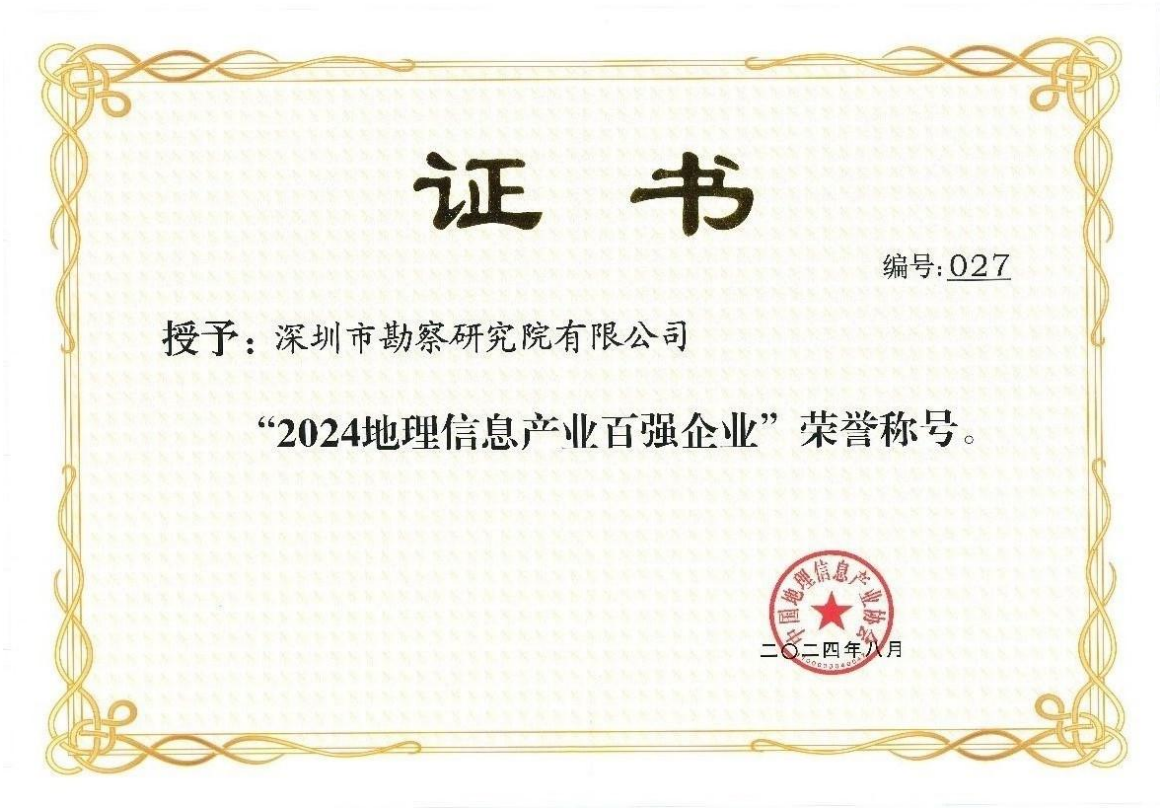 证书
编号:027
授予：深圳市勘察研究院有限公司
“2024地理信息产业百强企业”荣誉称号。
中国地理信息产业协会
二〇二四年八月